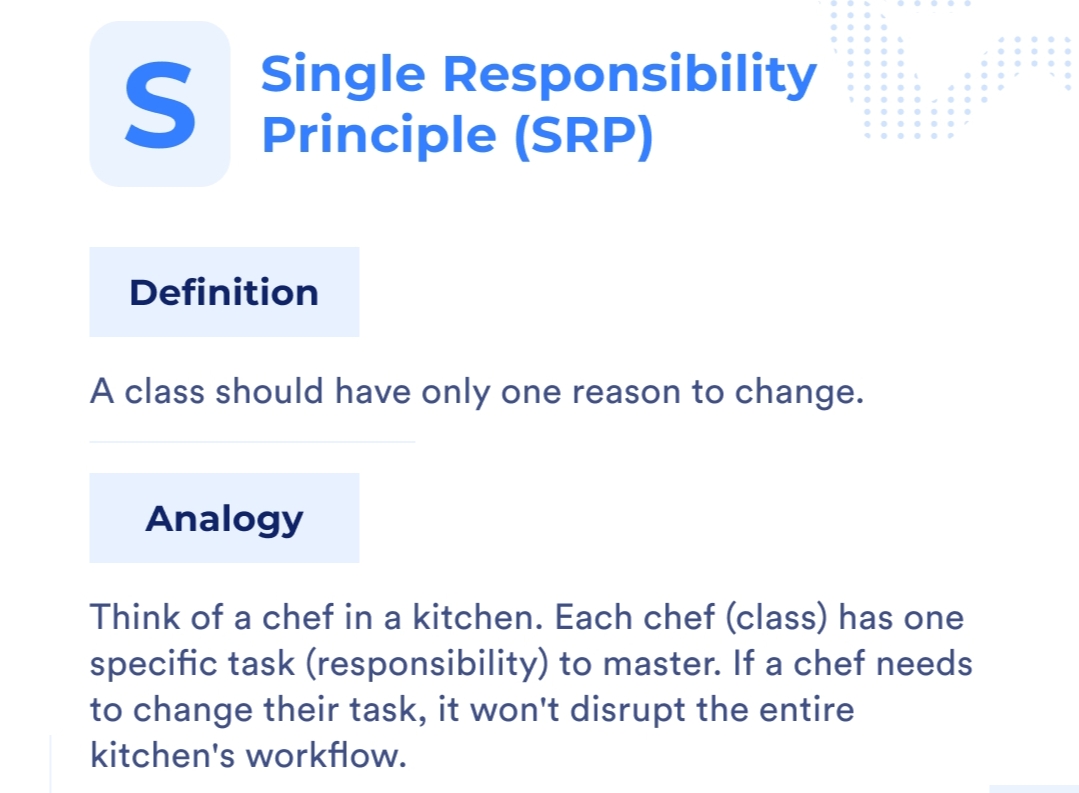 S
Single Responsibility
Principle (SRP)
Definition
A class should have only one reason to change.
Analogy
Think of a chef in a kitchen. Each chef (class) has one
specific task (responsibility) to master. If a chef needs
to change their task, it won't disrupt the entire
kitchen's workflow.